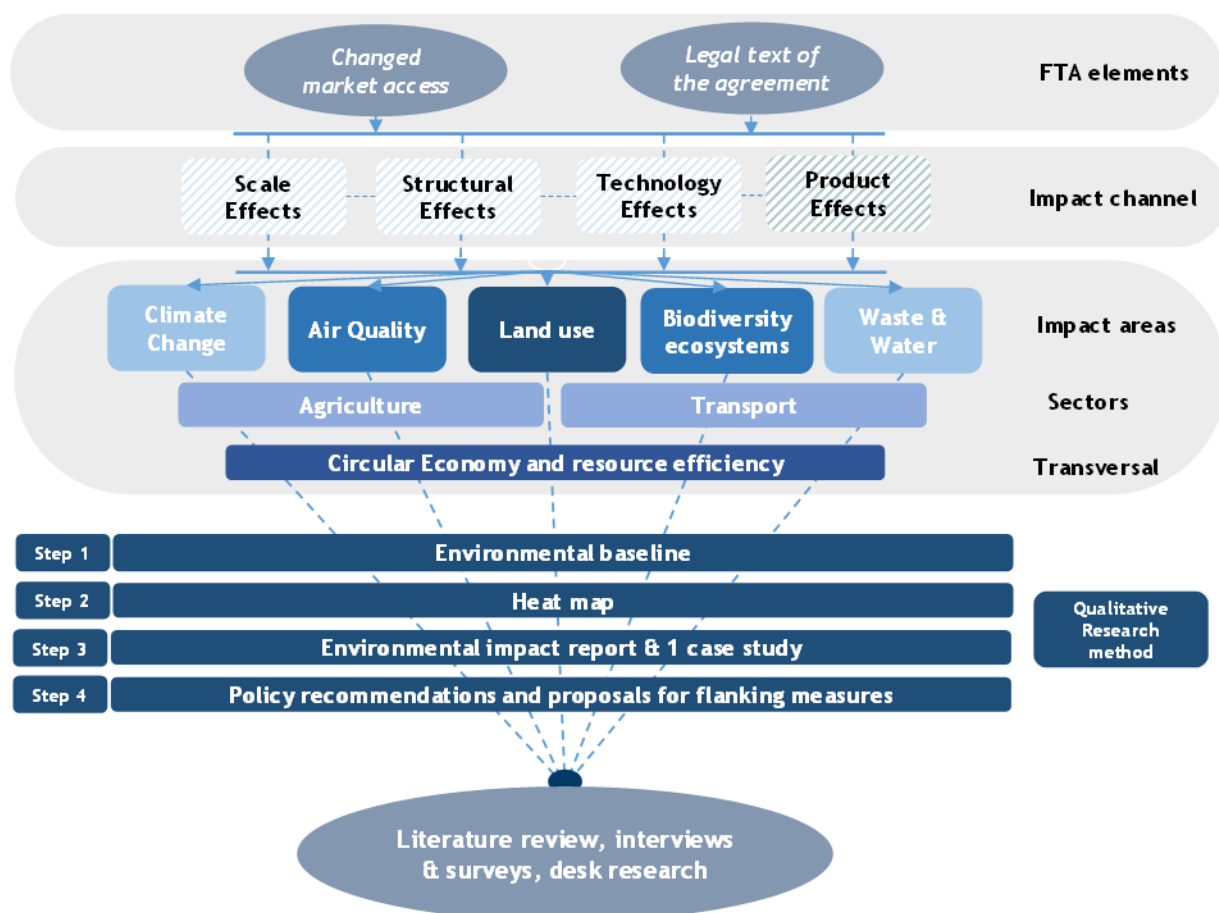 Changed
market access
Legal text of
the agreement
FTA elements
Scale
Effects
Structural
Effects
Technology
Effects
Product
Effects
Impact channel
Climate
Change
Air Quality
Land use
Biodiversity
ecosystems
Waste &
Water
Impact areas
Agriculture
Transport
Sectors
Circular Economy and resource efficiency
Transversal
Step 1
Environmental baseline
Step 2
Heat map
Step 3
Environmental impact report & 1 case study
Step 4
Policy recommendations and proposals for flanking measures
Qualitative
Research
method
Literature review, interviews
& surveys, desk research